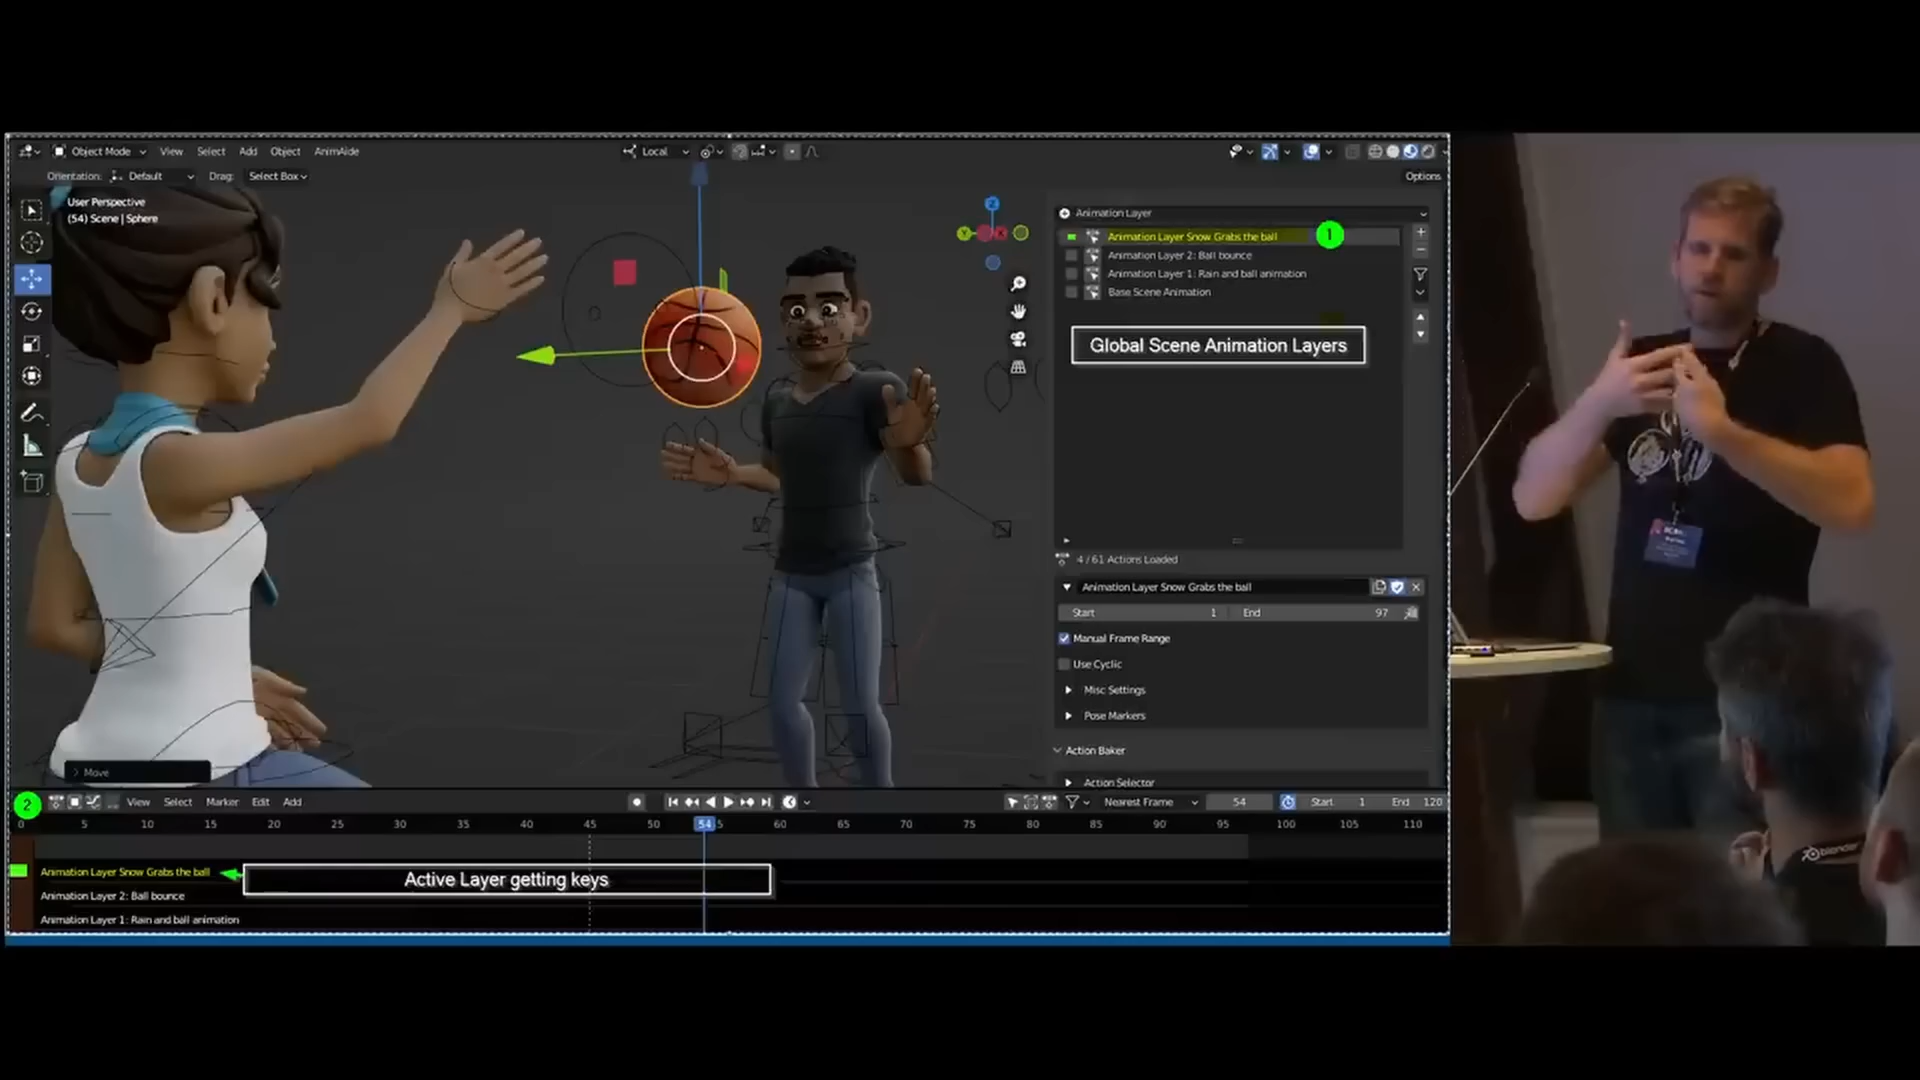 Object Mode View Select Add Object AnimAide Local
Orientation: Default Drag: Select Box Options
User Perspective
(54) Scene | Sphere
Z
Y X
Animation Layer
Animation Layer Snow Grabs the ball 1
Animation Layer 2: Ball bounce
Animation Layer 1: Rain and ball animation
Base Scene Animation
Global Scene Animation Layers
4 / 61 Actions Loaded
Animation Layer Snow Grabs the ball
Start 1 End 97
Manual Frame Range
Use Cyclic
Misc Settings
Pose Markers
Action Baker
Action Selector
Move
2 View Select Marker Edit Add Nearest Frame 54 Start 1 End 120
0 5 10 15 20 25 30 35 40 45 50 54 5 60 65 70 75 80 85 90 95 100 105 110
Animation Layer Snow Grabs the ball
Active Layer getting keys
Animation Layer 2: Ball bounce
Animation Layer 1: Rain and ball animation
blender